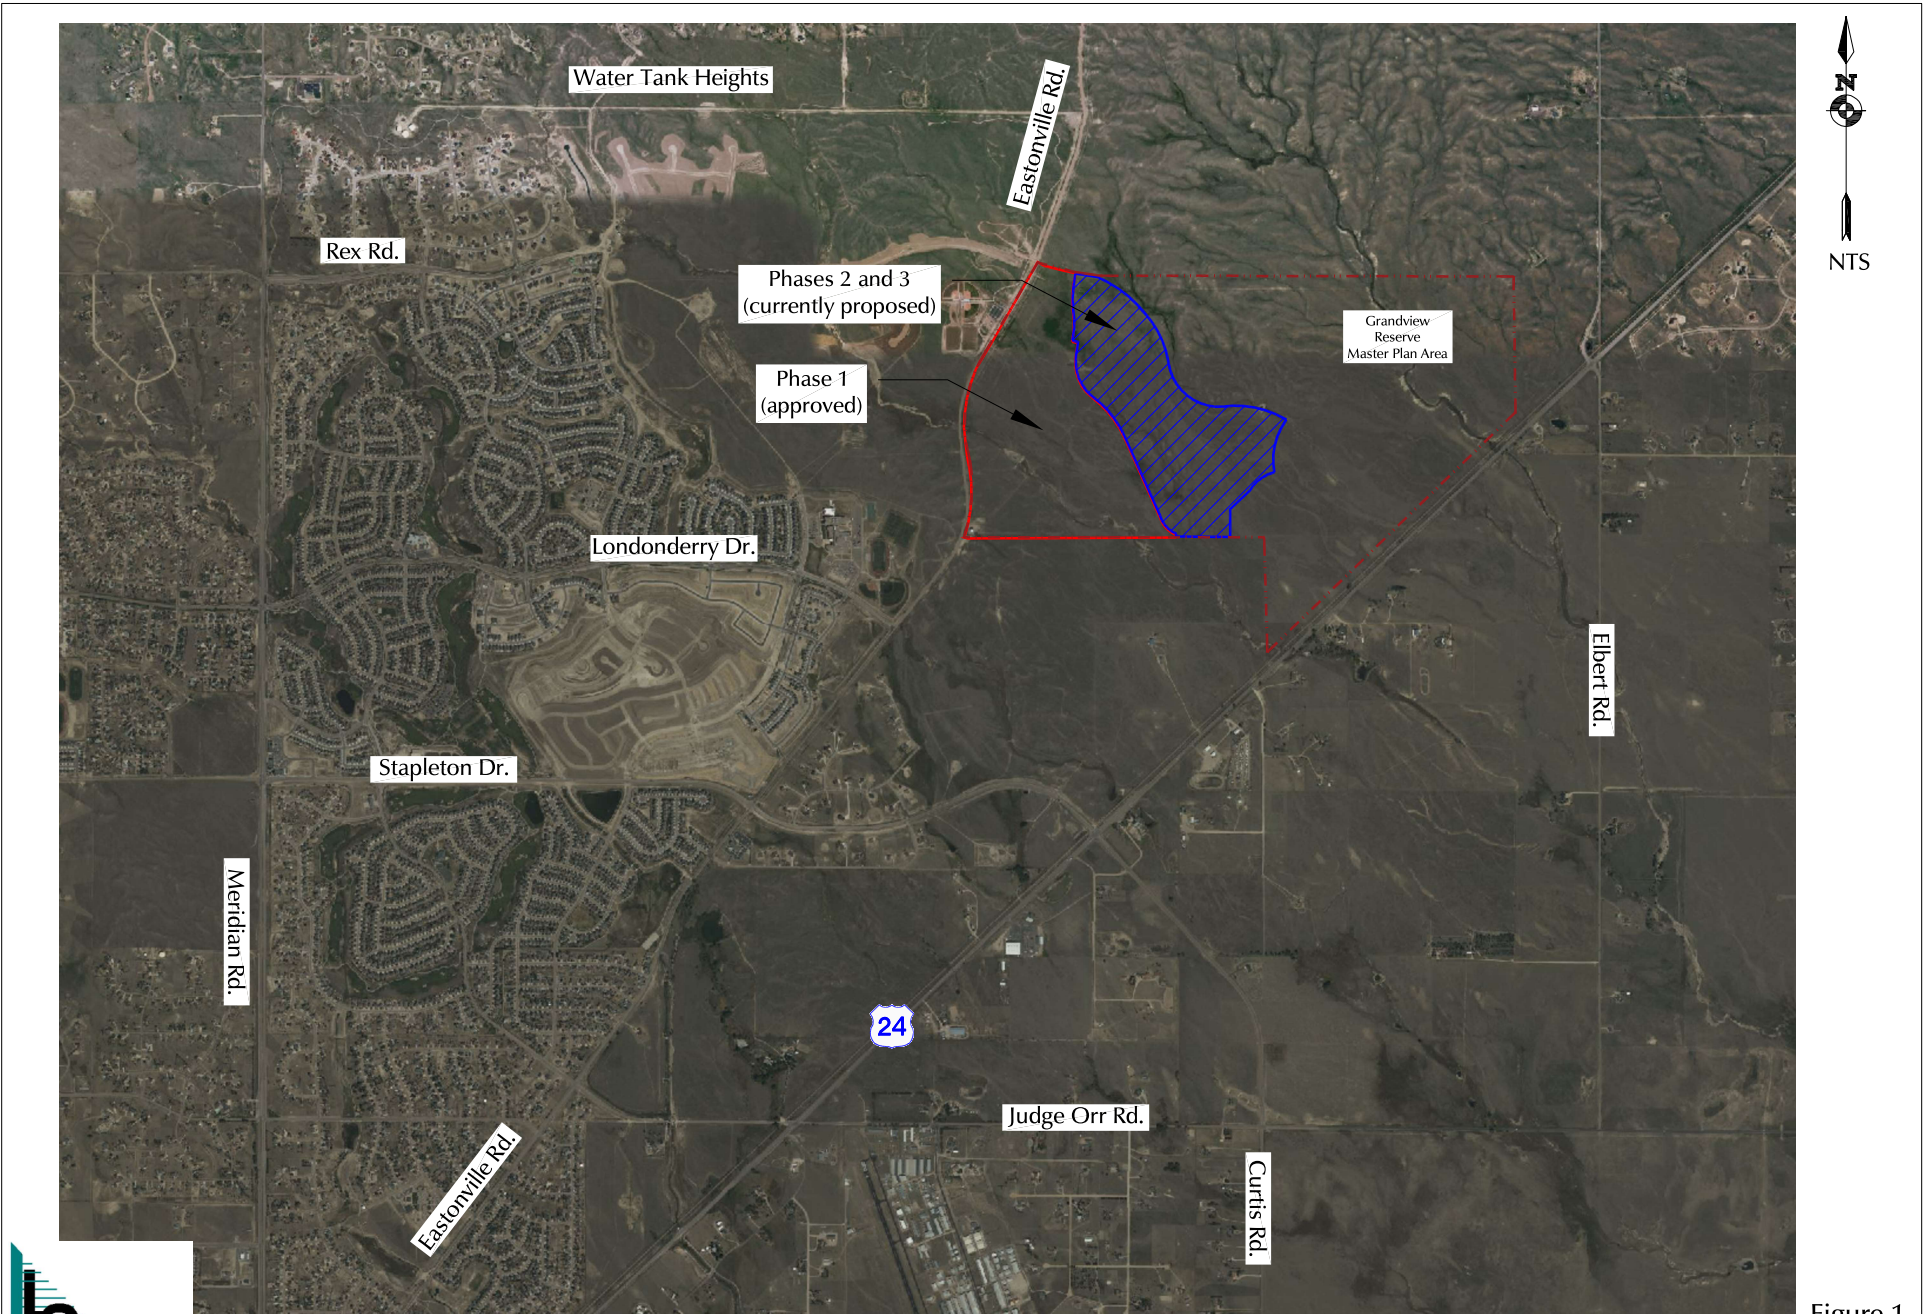 Water Tank Heights
Eastonville Rd.
N
NTS
Rex Rd.
Phases 2 and 3
(currently proposed)
Grandview
Reserve
Master Plan Area
Phase 1
(approved)
Londonderry Dr.
Elbert Rd.
Stapleton Dr.
Meridian Rd.
24
Judge Orr Rd.
Eastonville Rd.
Curtis Rd.
Figure 1